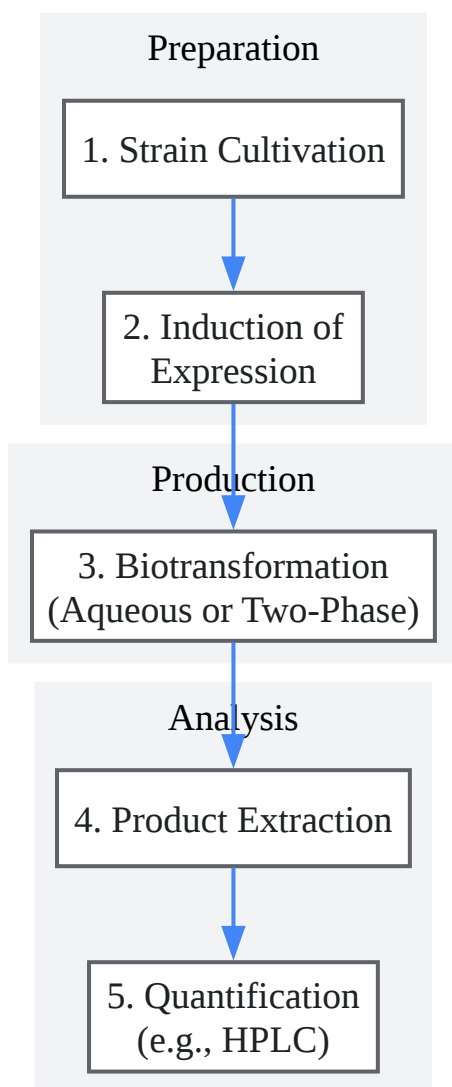 Preparation
1. Strain Cultivation
2. Induction of
Expression
Production
3. Biotransformation
(Aqueous or Two-Phase)
Analysis
4. Product Extraction
5. Quantification
(e.g., HPLC)